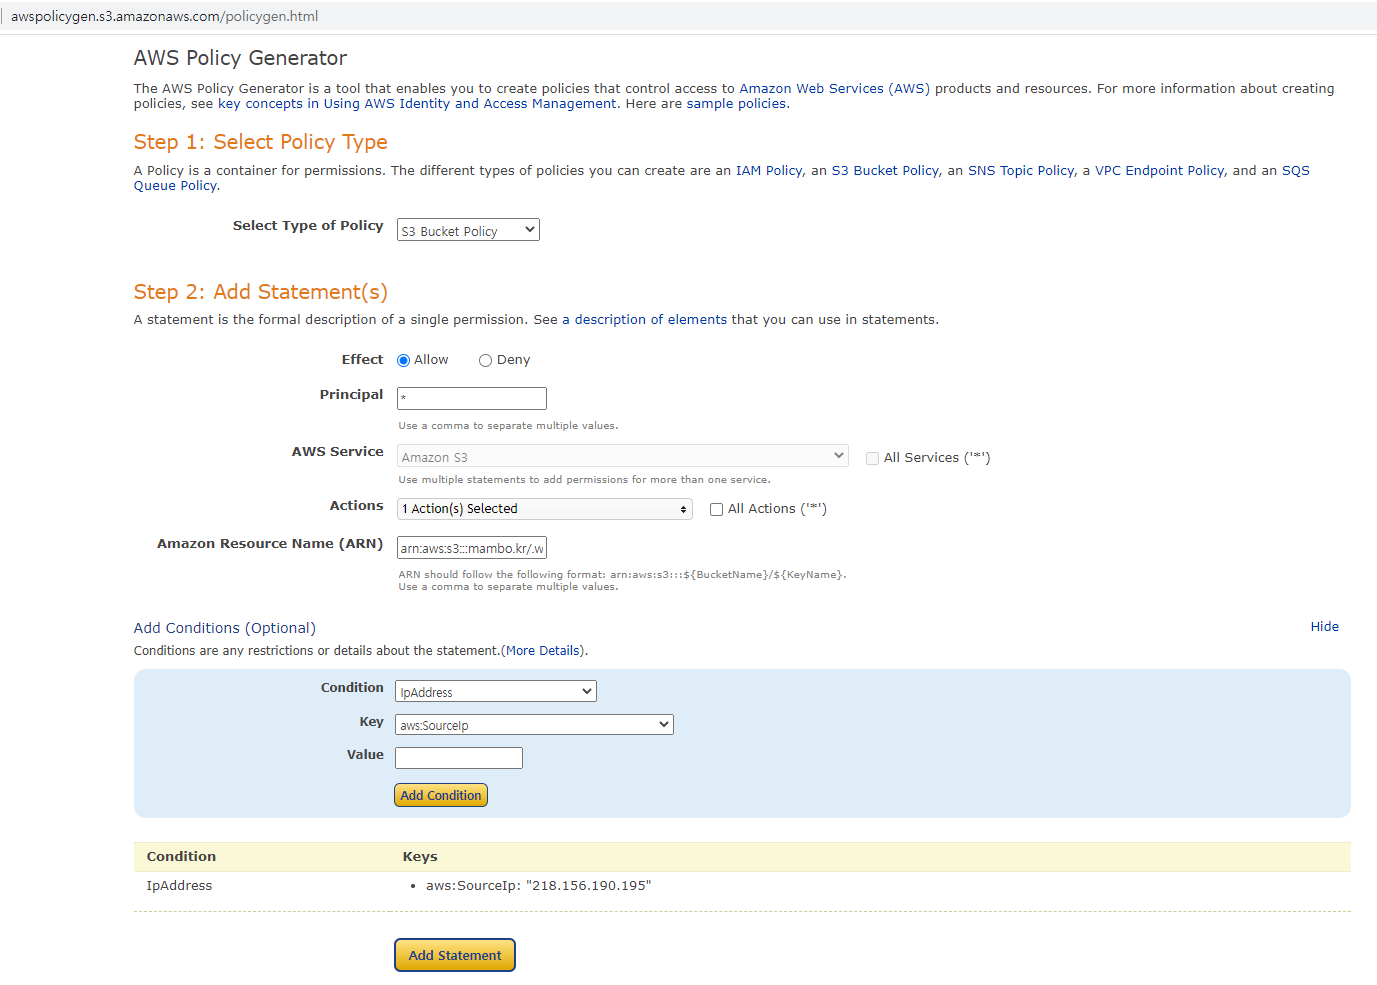 awspolicygen.s3.amazonaws.com/policygen.html
AWS Policy Generator
The AWS Policy Generator is a tool that enables you to create policies that control access to Amazon Web Services (AWS) products and resources. For more information about creating
policies, see key concepts in Using AWS Identity and Access Management. Here are sample policies.
Step 1: Select Policy Type
A Policy is a container for permissions. The different types of policies you can create are an IAM Policy, an S3 Bucket Policy, an SNS Topic Policy, a VPC Endpoint Policy, and an SQS
Queue Policy.
Select Type of Policy S3 Bucket Policy
Step 2: Add Statement(s)
A statement is the formal description of a single permission. See a description of elements that you can use in statements.
Effect Allow Deny
Principal *
Use a comma to separate multiple values.
AWS Service Amazon S3 All Services ('*')
Use multiple statements to add permissions for more than one service.
Actions 1 Action(s) Selected All Actions ('*')
Amazon Resource Name (ARN) arn:aws:s3:::mambo.kr/.w
ARN should follow the following format: arn:aws:s3:::${BucketName}/${KeyName}.
Use a comma to separate multiple values.
Add Conditions (Optional) Hide
Conditions are any restrictions or details about the statement.(More Details).
Condition IpAddress
Key aws:SourceIp
Value
Add Condition
Condition Keys
IpAddress • aws:SourceIp: "218.156.190.195"
Add Statement